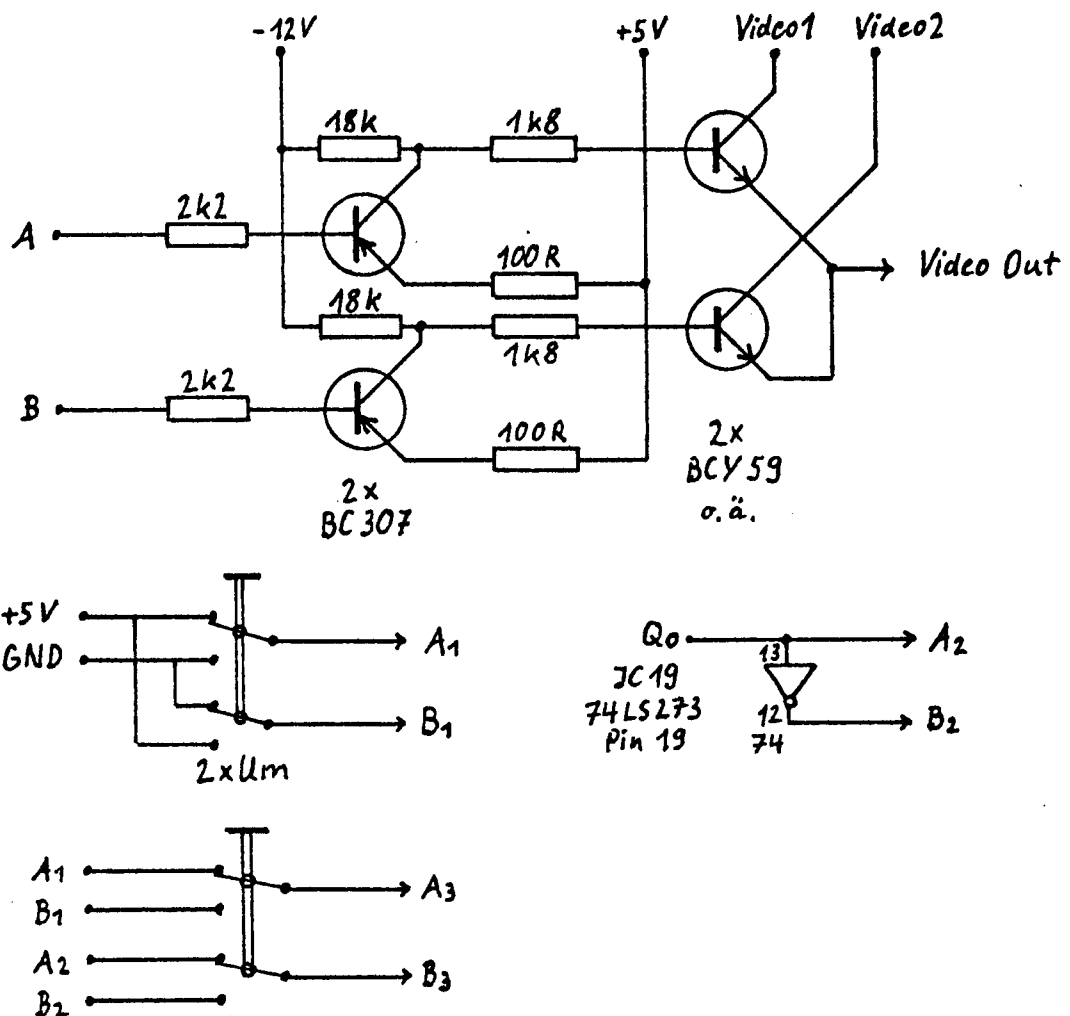 -12V
+5V
Video1
Video2
18k
1k8
2k2
A
100R
Video Out
18k
1k8
2k2
B
100R
2x
BC307
2x
BCY59
o.ä.
+5V
GND
A1
B1
2xUm
Q0
13
A2
JC19
74LS273
Pin 19
12
74
B2
A1
B1
A2
B2
A3
B3